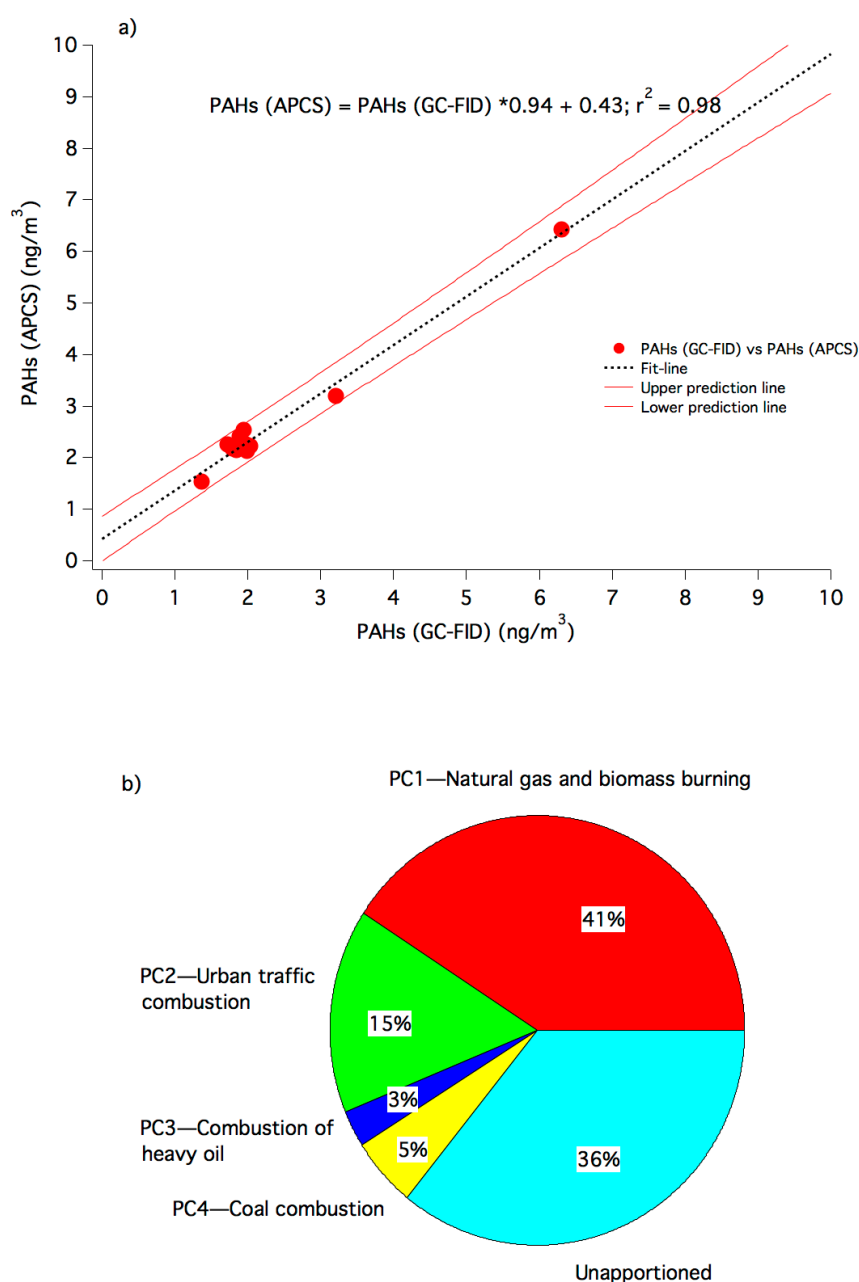 a)
10
9
8
7
6
5
4
3
2
1
0
PAHs (APCS) (ng/m³)
PAHs (APCS) = PAHs (GC-FID) *0.94 + 0.43; r² = 0.98
PAHs (GC-FID) vs PAHs (APCS)
Fit-line
Upper prediction line
Lower prediction line
0 1 2 3 4 5 6 7 8 9 10
PAHs (GC-FID) (ng/m³)
b)
PC1—Natural gas and biomass burning
41%
PC2—Urban traffic
combustion
15%
3%
PC3—Combustion of
heavy oil
5%
36%
PC4—Coal combustion
Unapportioned